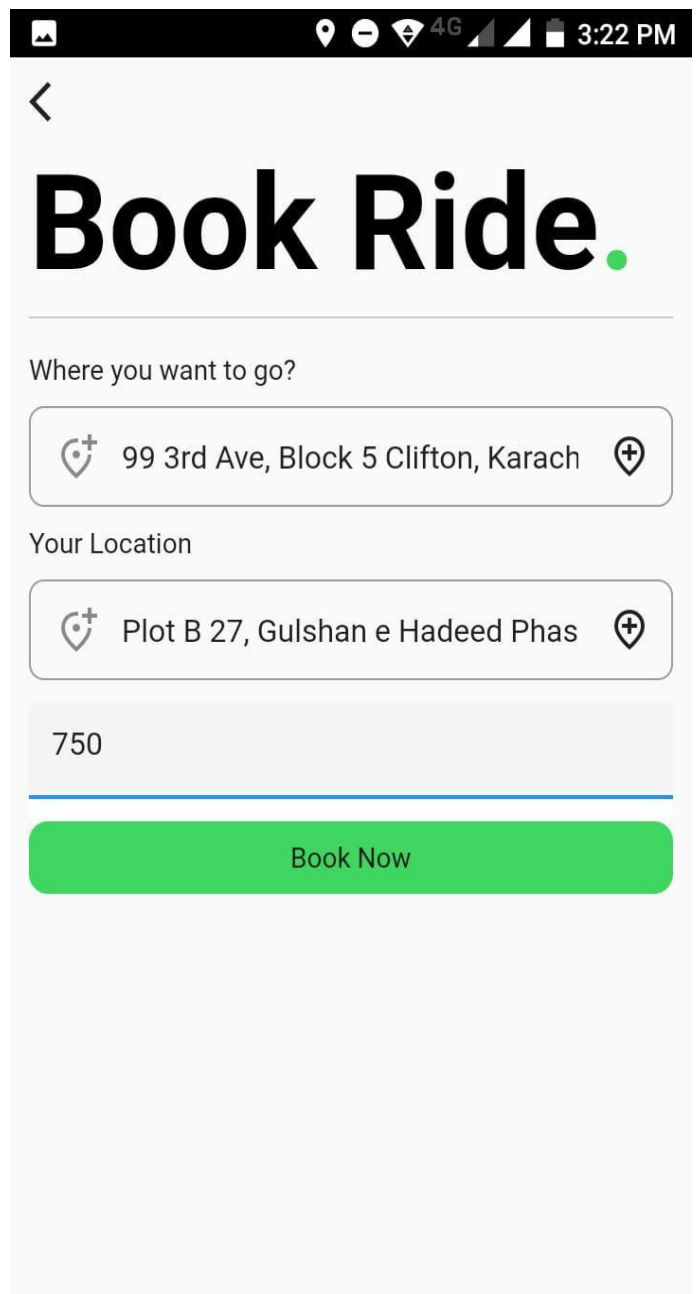 4G 3:22 PM
Book Ride.
Where you want to go?
99 3rd Ave, Block 5 Clifton, Karach
Your Location
Plot B 27, Gulshan e Hadeed Phas
750
Book Now